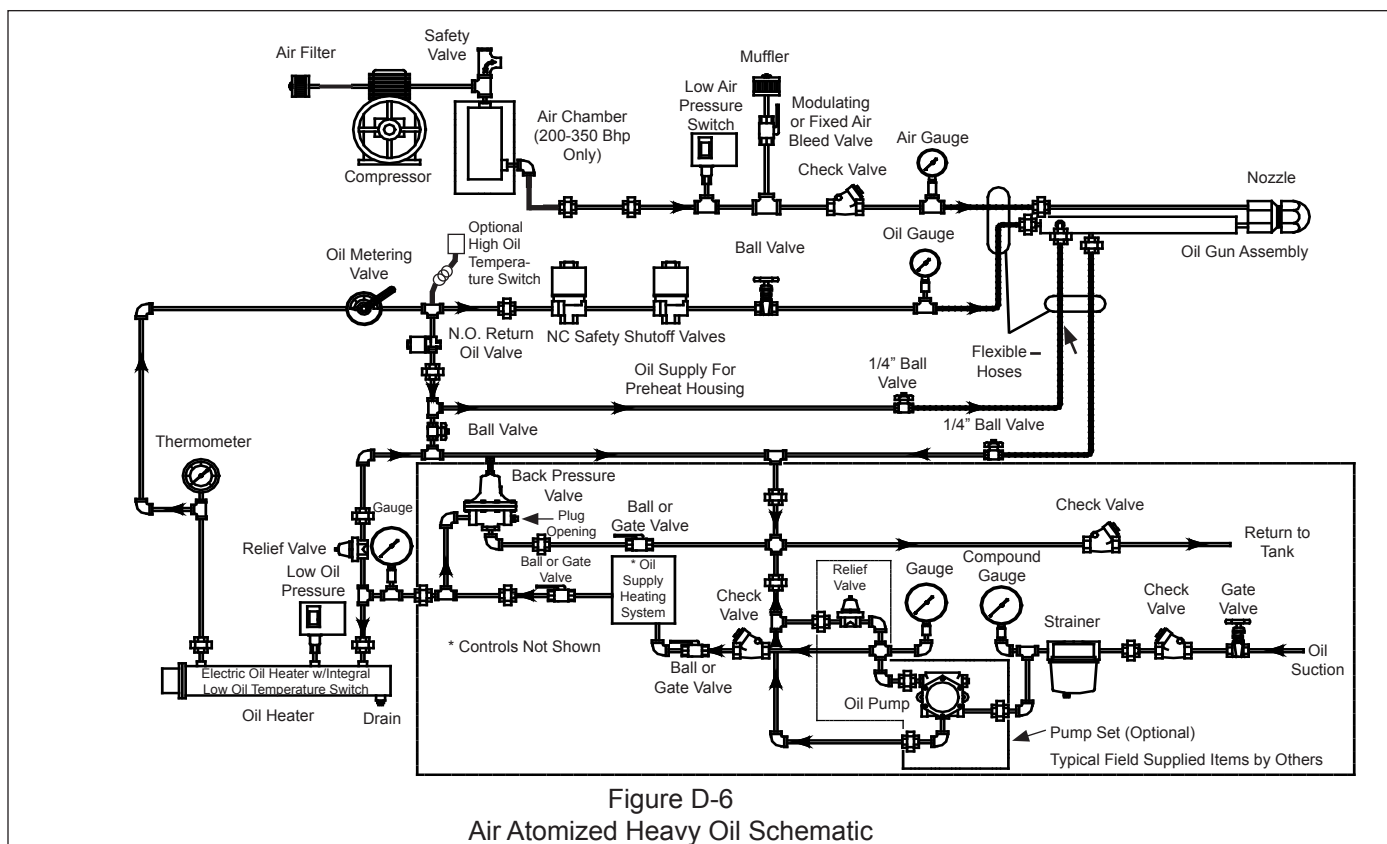 Safety
Valve
Air Filter
Muffler
Low Air
Pressure
Switch
Modulating
or Fixed Air
Bleed Valve
Air Chamber
(200-350 Bhp
Only)
Air Gauge
Compressor
Check Valve
Nozzle
Optional
High Oil
Tempera-
ture Switch
Oil Metering
Valve
Ball Valve
Oil Gauge
Oil Gun Assembly
N.O. Return
Oil Valve
NC Safety Shutoff Valves
Flexible –
Hoses
Oil Supply For
Preheat Housing
1/4” Ball
Valve
1/4” Ball Valve
Ball Valve
Thermometer
Back Pressure
Valve
Plug
Opening
Ball or
Gate Valve
Check Valve
Return to
Tank
Gauge
Relief Valve
Low Oil
Pressure
Ball or Gate
Valve
* Oil
Supply
Heating
System
Relief
Valve
Gauge
Compound
Gauge
Check
Valve
Gate
Valve
Strainer
Check
Valve
* Controls Not Shown
Ball or
Gate Valve
Oil
Suction
Electric Oil Heater w/Integral
Low Oil Temperature Switch
Oil Heater
Drain
Oil Pump
Pump Set (Optional)
Typical Field Supplied Items by Others
Figure D-6
Air Atomized Heavy Oil Schematic